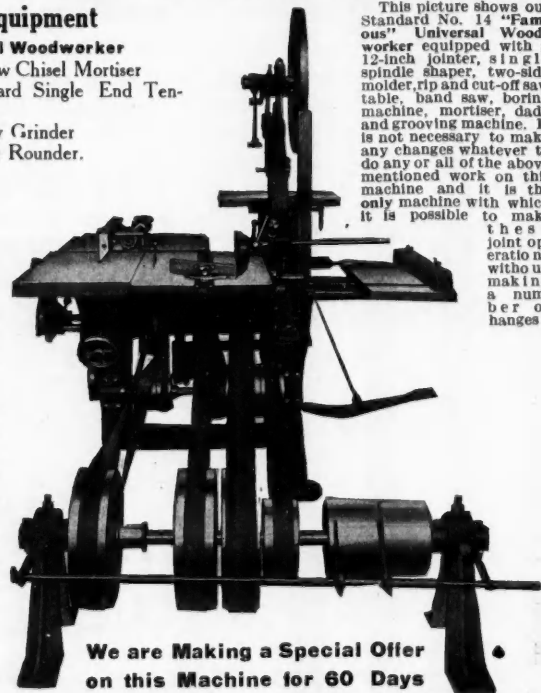 quipment
l Woodworker
w Chisel Mortiser
ard Single End Ten-
Grinder
Rounder.
This picture shows ou
Standard No. 14 "Fam
ous" Universal Wood
worker equipped with
12-inch jointer, singl
spindle shaper, two-sid
molder, rip and cut-off saw
table, band saw, borin
machine, mortiser, dad
and grooving machine. I
is not necessary to mak
any changes whatever t
do any or all of the above
mentioned work on thi
machine and it is th
only machine with whic
it is possible to mak
thes
joint op
eration
withou
makin
a num
ber o
hanges
We are Making a Special Offer
on this Machine for 60 Days